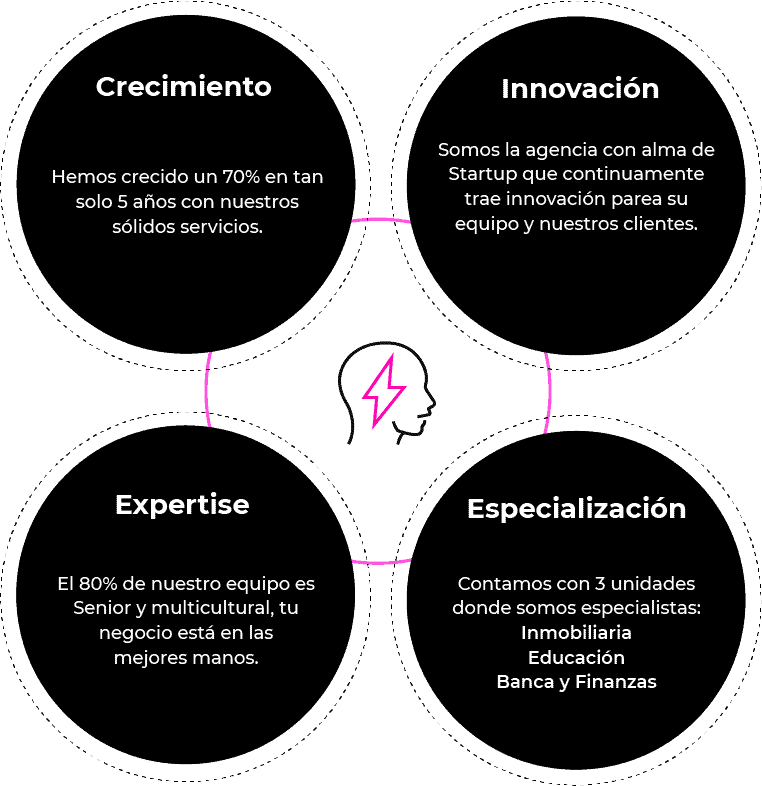 Crecimiento
Hemos crecido un 70% en tan
solo 5 años con nuestros
sólidos servicios.
Innovación
Somos la agencia con alma de
Startup que continuamente
trae innovación parea su
equipo y nuestros clientes.
Expertise
El 80% de nuestro equipo es
Senior y multicultural, tu
negocio está en las
mejores manos.
Especialización
Contamos con 3 unidades
donde somos especialistas:
Inmobiliaria
Educación
Banca y Finanzas